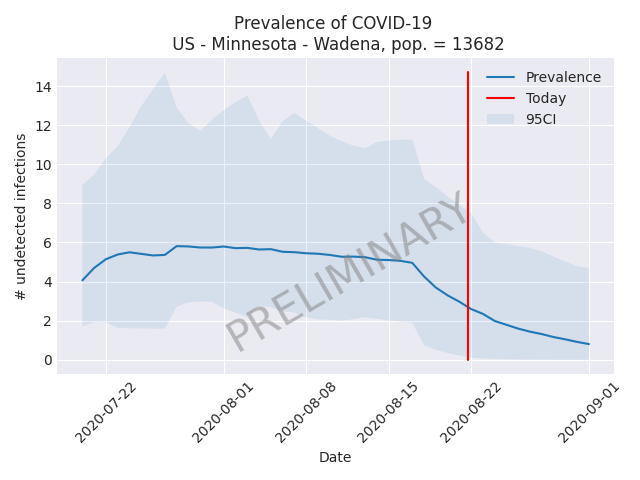 Prevalence of COVID-19
US - Minnesota - Wadena, pop. = 13682
Prevalence
Today
95CI
14
12
10
8
6
4
2
0
# undetected infections
PRELIMINARY
2020-07-22
2020-08-01
2020-08-08
2020-08-15
2020-08-22
2020-09-01
Date